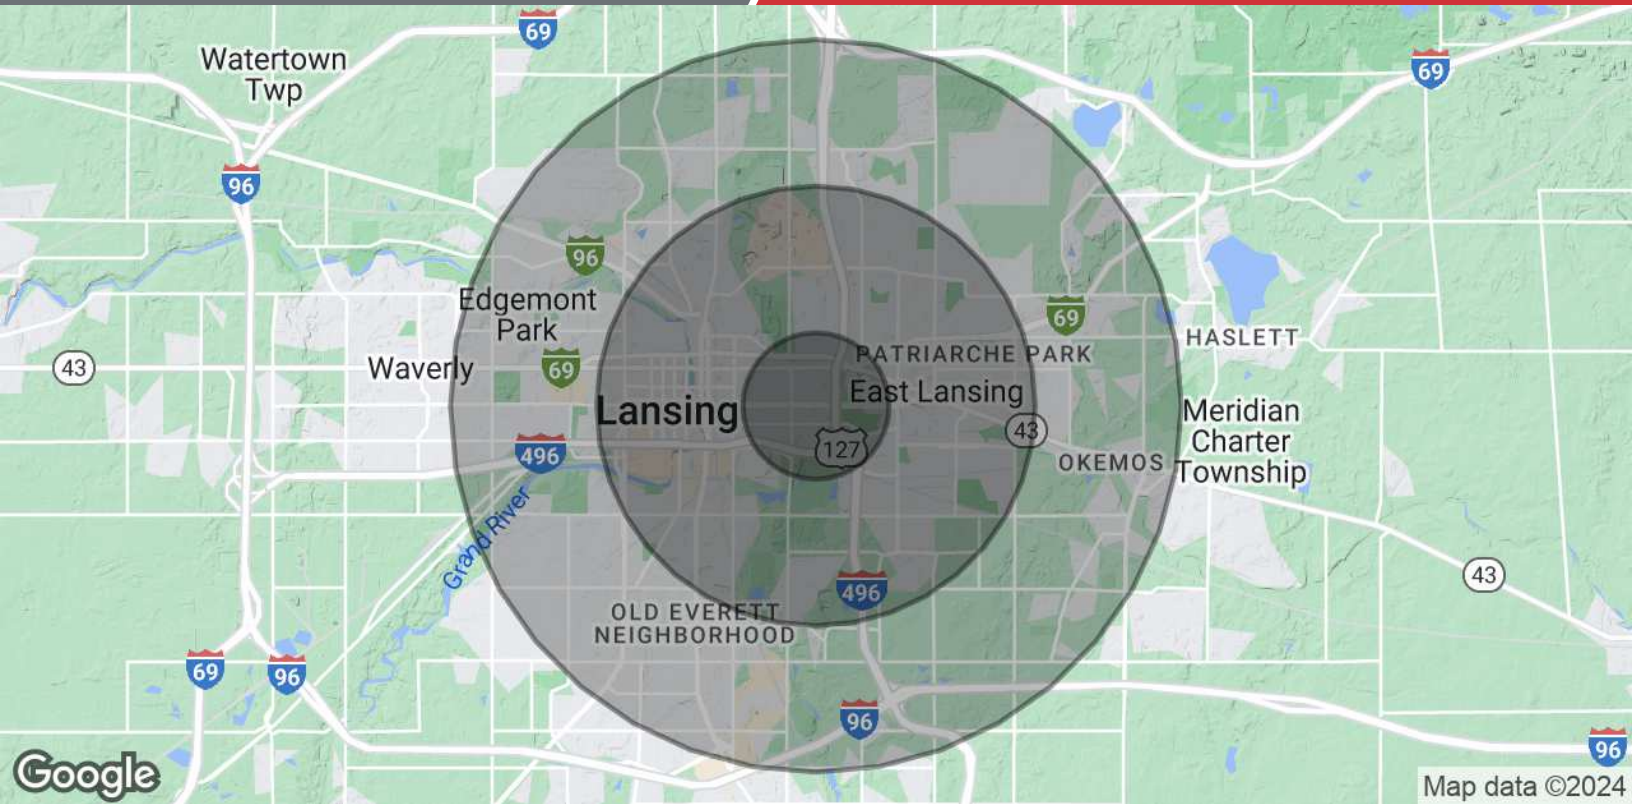 69
Watertown
Twp
69
96
96
Edgemont
Park
69
HASLETT
43
Waverly
69
PATRIARCHE PARK
East Lansing
Lansing
Meridian
Charter
Township
43
127
496
OKEMOS
Grand River
43
496
OLD EVERETT
NEIGHBORHOOD
69
96
96
96
Google
Map data ©2024